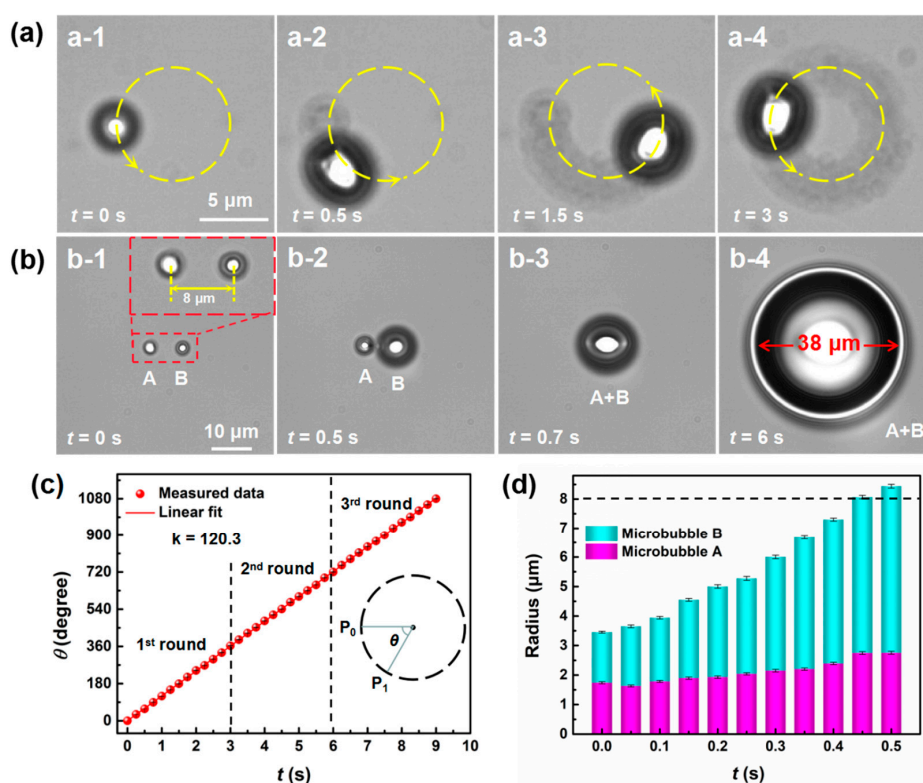 (a)
a-1
a-2
a-3
a-4
t = 0 s
5 μm
t = 0.5 s
t = 1.5 s
t = 3 s
(b)
b-1
b-2
b-3
b-4
8 μm
A
B
A
B
A+B
38 μm
A+B
t = 0 s
10 μm
t = 0.5 s
t = 0.7 s
t = 6 s
(c)
Measured data
Linear fit
k = 120.3
1st round
2nd round
3rd round
P0
θ
P1
θ (degree)
1080
900
720
540
360
180
0
0 1 2 3 4 5 6 7 8 9 10
t (s)
(d)
Microbubble B
Microbubble A
Radius (μm)
8
7
6
5
4
3
2
1
0
0.0 0.1 0.2 0.3 0.4 0.5
t (s)